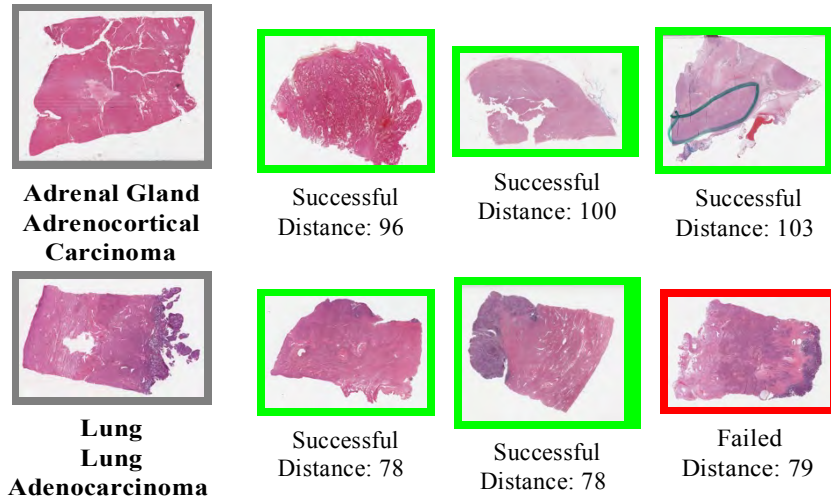 Adrenal Gland
Adrenocortical
Carcinoma
Successful
Distance: 96
Successful
Distance: 100
Successful
Distance: 103
Lung
Lung
Adenocarcinoma
Successful
Distance: 78
Successful
Distance: 78
Failed
Distance: 79